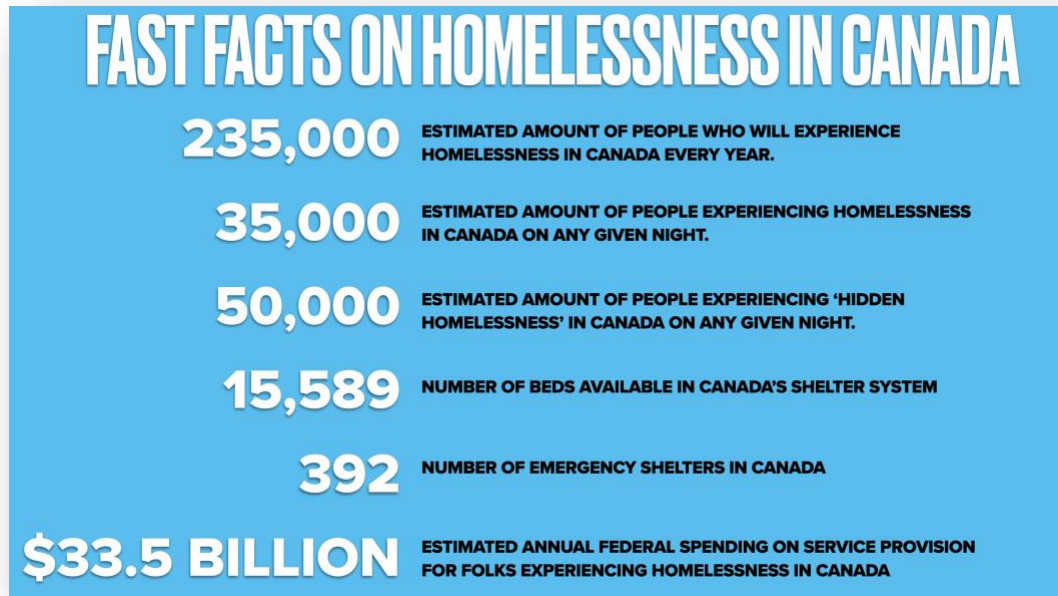 FAST FACTS ON HOMELESSNESS IN CANADA
235,000
ESTIMATED AMOUNT OF PEOPLE WHO WILL EXPERIENCE
HOMELESSNESS IN CANADA EVERY YEAR.
35,000
ESTIMATED AMOUNT OF PEOPLE EXPERIENCING HOMELESSNESS
IN CANADA ON ANY GIVEN NIGHT.
50,000
ESTIMATED AMOUNT OF PEOPLE EXPERIENCING ‘HIDDEN
HOMELESSNESS’ IN CANADA ON ANY GIVEN NIGHT.
15,589
NUMBER OF BEDS AVAILABLE IN CANADA’S SHELTER SYSTEM
392
NUMBER OF EMERGENCY SHELTERS IN CANADA
$33.5 BILLION
ESTIMATED ANNUAL FEDERAL SPENDING ON SERVICE PROVISION
FOR FOLKS EXPERIENCING HOMELESSNESS IN CANADA